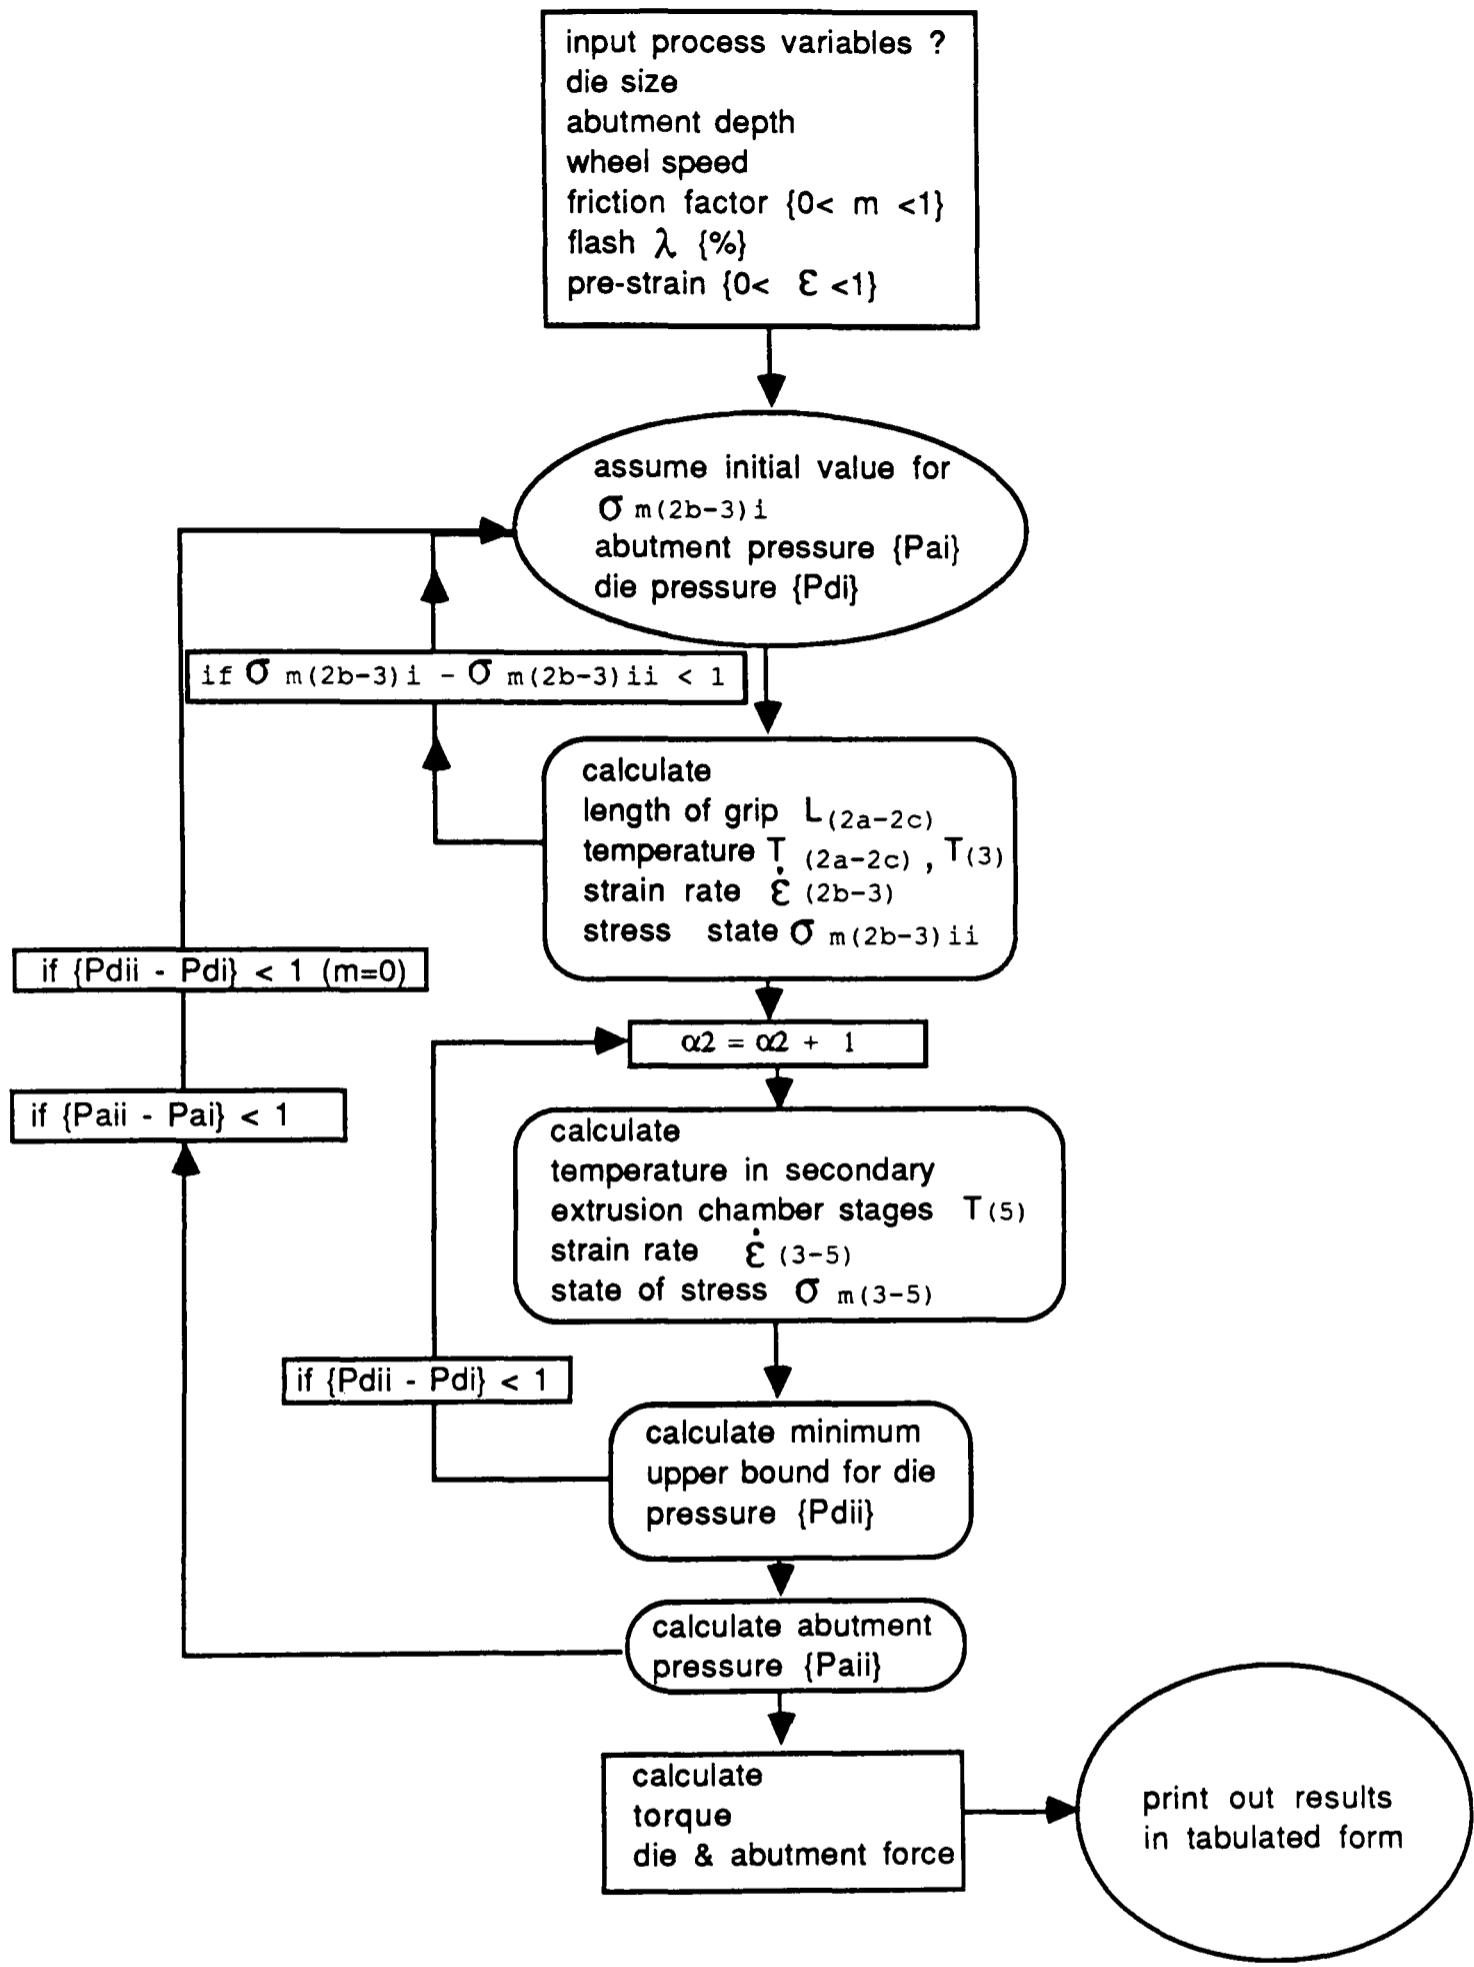 input process variables ?
die size
abutment depth
wheel speed
friction factor {0< m <1}
flash λ {%}
pre-strain {0< ε <1}
assume initial value for
σ m(2b-3)i
abutment pressure {Pai}
die pressure {Pdi}
if σ m(2b-3)i - σ m(2b-3)ii < 1
calculate
length of grip L(2a-2c)
temperature T (2a-2c) , T(3)
strain rate ε̇ (2b-3)
stress state σ m(2b-3)ii
if {Pdii - Pdi} < 1 (m=0)
α2 = α2 + 1
if {Paii - Pai} < 1
calculate
temperature in secondary
extrusion chamber stages T(5)
strain rate ε̇ (3-5)
state of stress σ m(3-5)
if {Pdii - Pdi} < 1
calculate minimum
upper bound for die
pressure {Pdii}
calculate abutment
pressure {Paii}
calculate
torque
die & abutment force
print out results
in tabulated form